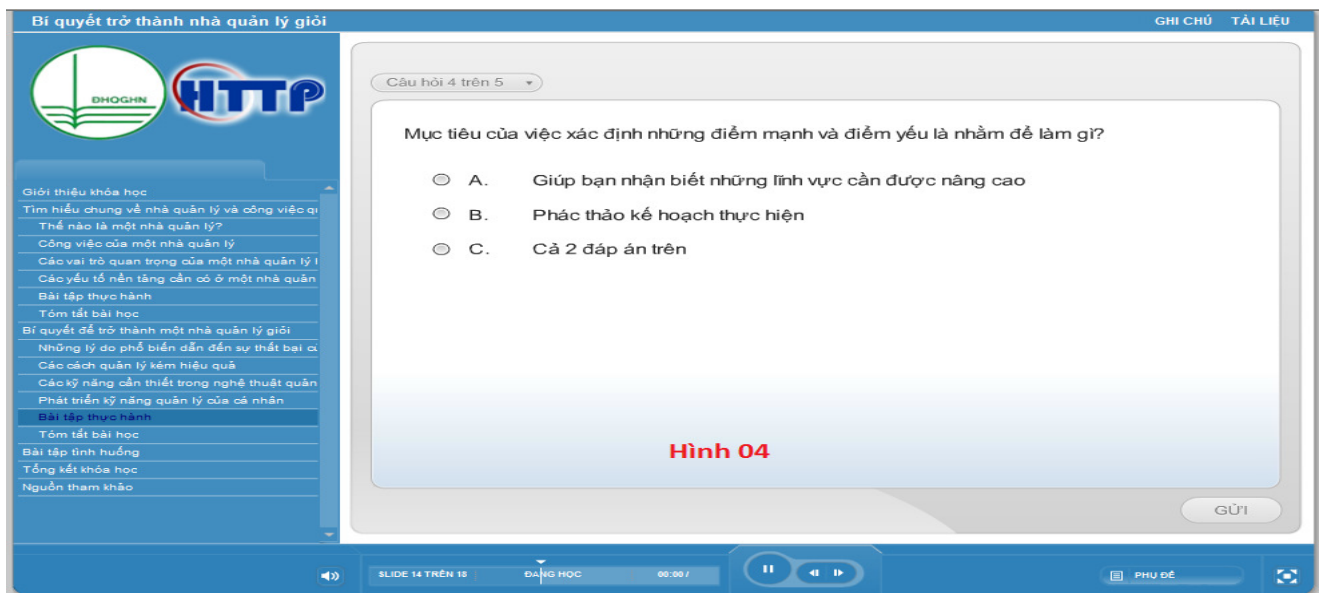 Bí quyết trở thành nhà quản lý giỏi
GHI CHÚ TÀI LIỆU
DHOGHN
HTTP
Giới thiệu khóa học
Tìm hiểu chung về nhà quản lý và công việc qu
Thế nào là một nhà quản lý?
Công việc của một nhà quản lý
Các vai trò quan trọng của một nhà quản lý l
Các yếu tố nền tảng cần có ở một nhà quản
Bài tập thực hành
Tóm tắt bài học
Bí quyết để trở thành một nhà quản lý giỏi
Những lý do phổ biến dẫn đến sự thất bại củ
Các cách quản lý kém hiệu quả
Các kỹ năng cần thiết trong nghệ thuật quản
Phát triển kỹ năng quản lý của cá nhân
Bài tập thực hành
Tóm tắt bài học
Bài tập tình huống
Tổng kết khóa học
Nguồn tham khảo
Câu hỏi 4 trên 5
Mục tiêu của việc xác định những điểm mạnh và điểm yếu là nhằm để làm gì?
A. Giúp bạn nhận biết những lĩnh vực cần được nâng cao
B. Phác thảo kế hoạch thực hiện
C. Cả 2 đáp án trên
Hình 04
GỬI
SLIDE 14 TRÊN 18
ĐANG HỌC
00:00 /
PHỤ ĐỀ